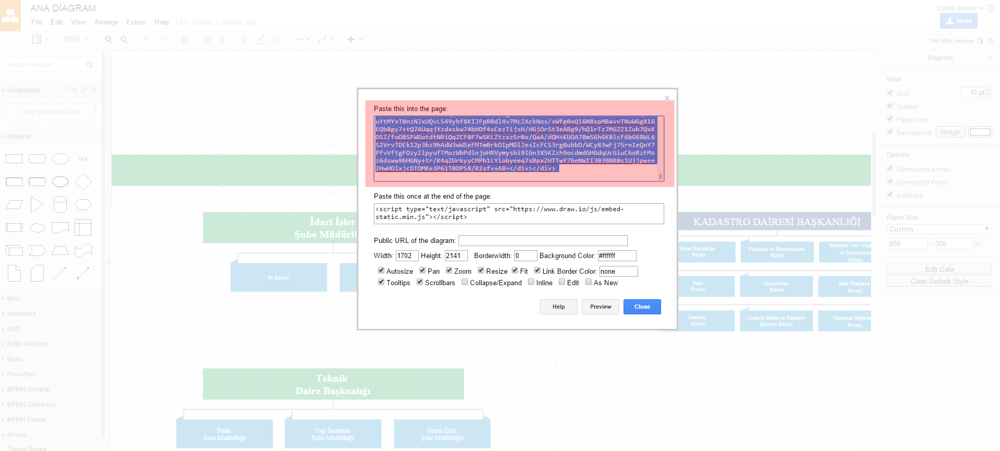 ANA DİAGRAM
ÇEVRE BAKAN
File Edit View Arrange Extras Help Last change 2 months ago
Share
100%
No other viewers
Search Shapes
Scratchpad
?
Drag elements here
General
Text
Misc
Advanced
UML
Entity Relation
Basic
Flowchart
BPMN General
BPMN Gateways
BPMN Events
Arrows
Create Shape
İdari İşler
Şube Müdürlü
İK Birimi
Teknik
Daire Başkanlığı
Statik
Şube Müdürlüğü
Yapı İnceleme
Şube Müdürlüğü
Zemin Etüd
Şube Müdürlüğü
Paste this into the page:
uYtMYxT0nzNJxUQvLS49yhf8KIJFpR0dl4v7McZAckNos/xWfg0xQi6N8spMBavvTNuWGgX16
EQb8gy7+tQ7AUqqjYzdxskw74bHDf4sCezTijsH/HGjOrSt3eABg9/hQlrTz7MGZZ1Zuh7QxK
DSZ/foO8SFWGotdtNRiQqZCF0F7wSKLZtzxzSr0x/QaA/dQH+KUOA7BmS6hGK8lcF6bG6RWL6
S2VrvTDEk12p3bz9hAdW3wWSeFMTm0rkOIpMDlJesIcFCS3rg8ubbD/WCy83wFj75rnIeQnY7
PfvVftgFOzyZlpyufTMozWbPdlnjoHRVymysbi9IGn3XSKZzh9ocdmdGHGdqUcGiuC6oBzFMs
z6dsww9bHGNy+tr/K4qZUrkyyCMPh1LYiobyeeq7sBpxZHTTwY7beNWII303BNR0s1Ujjpw+e
2HwHOlxjcDTOMKe3P61T0DP58/R2sfv+A8=</div></div>
Paste this once at the end of the page:
<script type="text/javascript" src="https://www.draw.io/js/embed-
static.min.js"></script>
Public URL of the diagram:
Width: 1702 Height: 2141 Borderwidth: 0 Background Color: #ffffff
Autosize Pan Zoom Resize Fit Link Border Color: none
Tooltips Scrollbars Collapse/Expand Inline Edit As New
Help Preview Close
KADASTRO DAİRESİ BAŞKANLIĞI
İnsan Kaynakları
Birimi
Planlama ve Koordinasyon
Birimi
Kadastral Veri Yöne
ve Entegrasyon
Birimi
İhale
Birimi
Güncelleme
Birimi
İhale Planlama
Birimi
Denetim
Birimi
Lisanslı Harita ve Kadastro
Büroları Birimi
Taşınmaz Değerle
Birimi
Diagram
View
Grid 10 pt
Guides
Page View
Background Image
Options
Connection Arrows
Connection Points
Autosave
Paper Size
Custom
850 x 300 pt
Edit Data
Clear Default Style